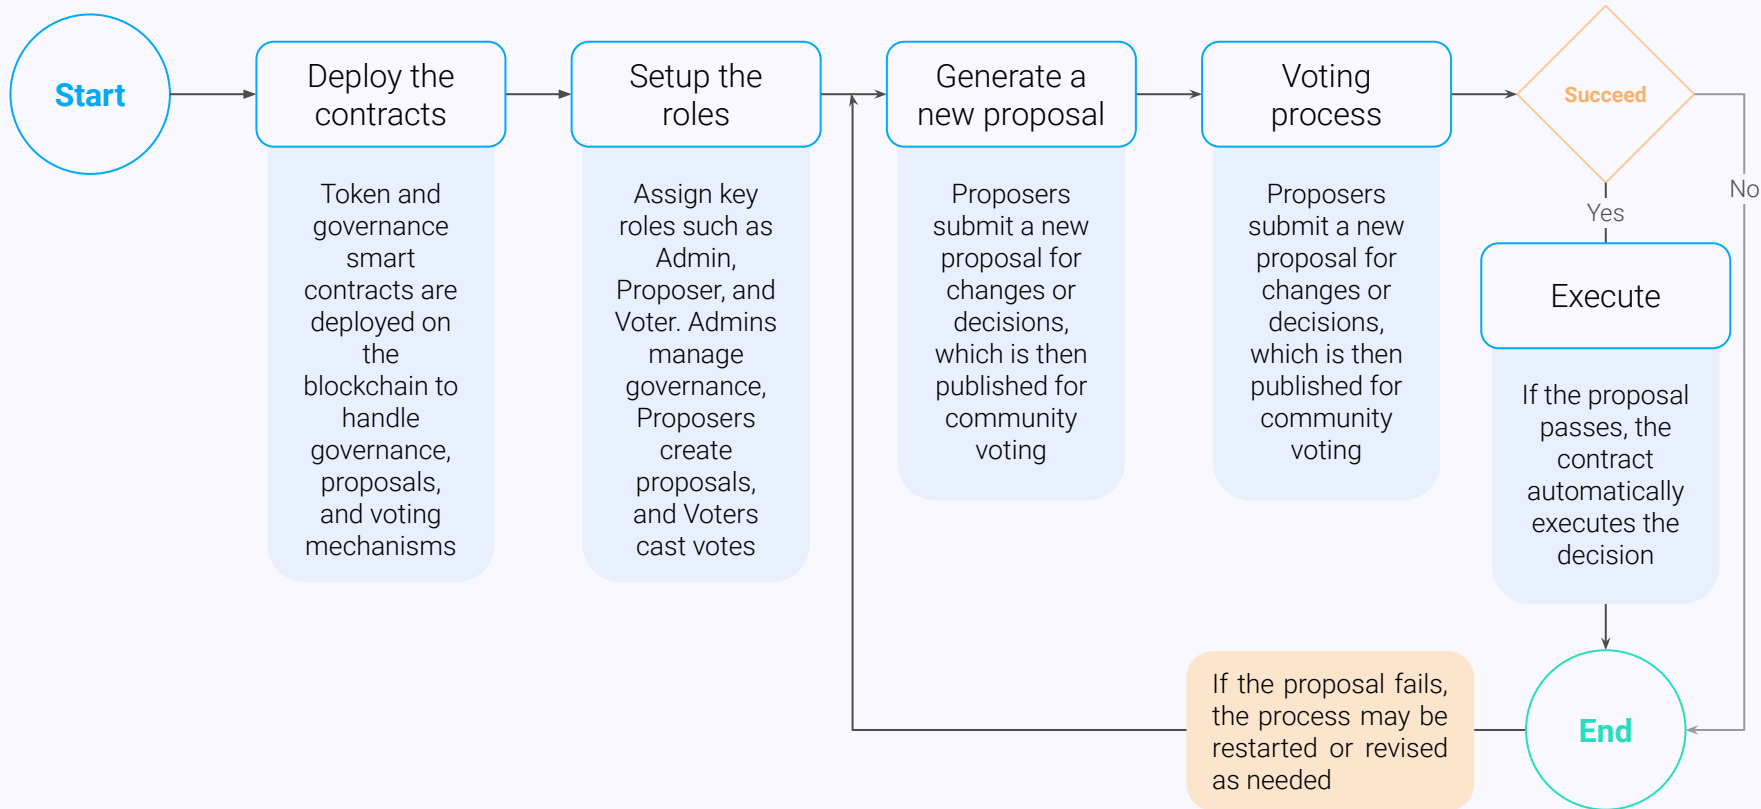 Start
Deploy the
contracts
Token and
governance
smart
contracts are
deployed on
the
blockchain to
handle
governance,
proposals,
and voting
mechanisms
Setup the
roles
Assign key
roles such as
Admin,
Proposer, and
Voter. Admins
manage
governance,
Proposers
create
proposals,
and Voters
cast votes
Generate a
new proposal
Proposers
submit a new
proposal for
changes or
decisions,
which is then
published for
community
voting
Voting
process
Proposers
submit a new
proposal for
changes or
decisions,
which is then
published for
community
voting
Succeed
Yes
No
Execute
If the proposal
passes, the
contract
automatically
executes the
decision
End
If the proposal fails,
the process may be
restarted or revised
as needed